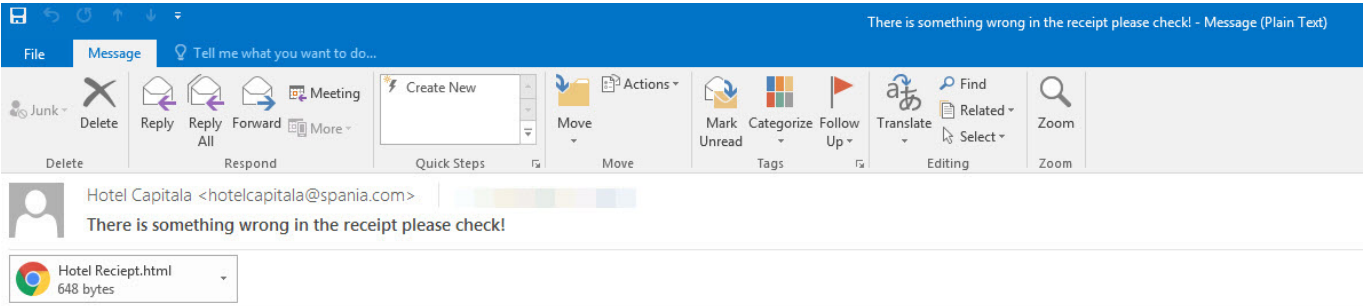 There is something wrong in the receipt please check! - Message (Plain Text)
File Message Tell me what you want to do...
Junk
Delete
Reply
Reply All
Forward
Meeting
More
Create New
Move
Actions
Mark Unread
Categorize
Follow Up
Translate
Find
Related
Select
Zoom
Delete Respond Quick Steps Move Tags Editing Zoom
Hotel Capitala <hotelcapitala@spania.com>
There is something wrong in the receipt please check!
Hotel Reciept.html
648 bytes